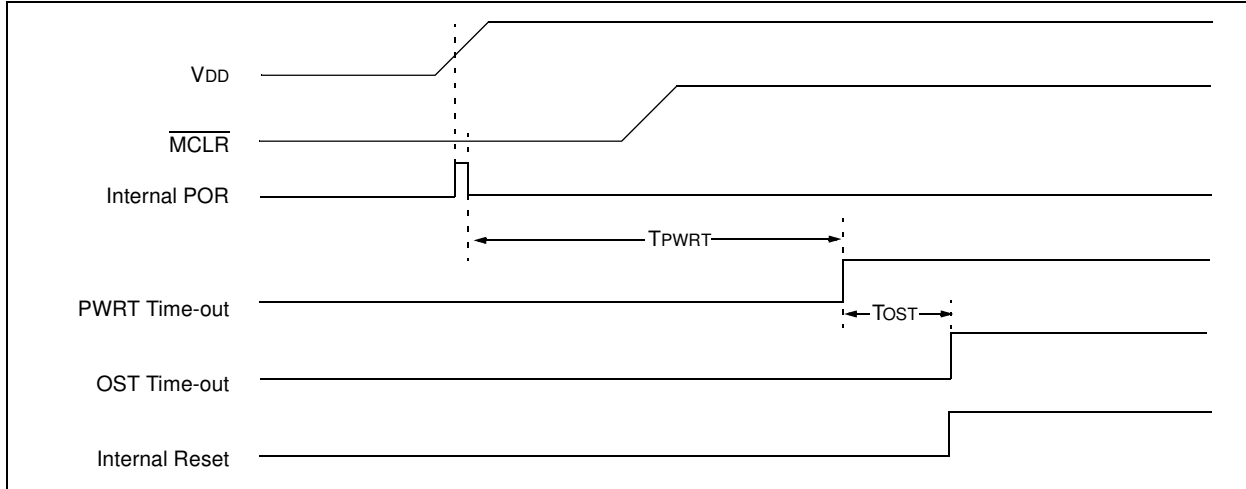 VDD
MCLR
Internal POR
TPWRT
PWRT Time-out
TOST
OST Time-out
Internal Reset